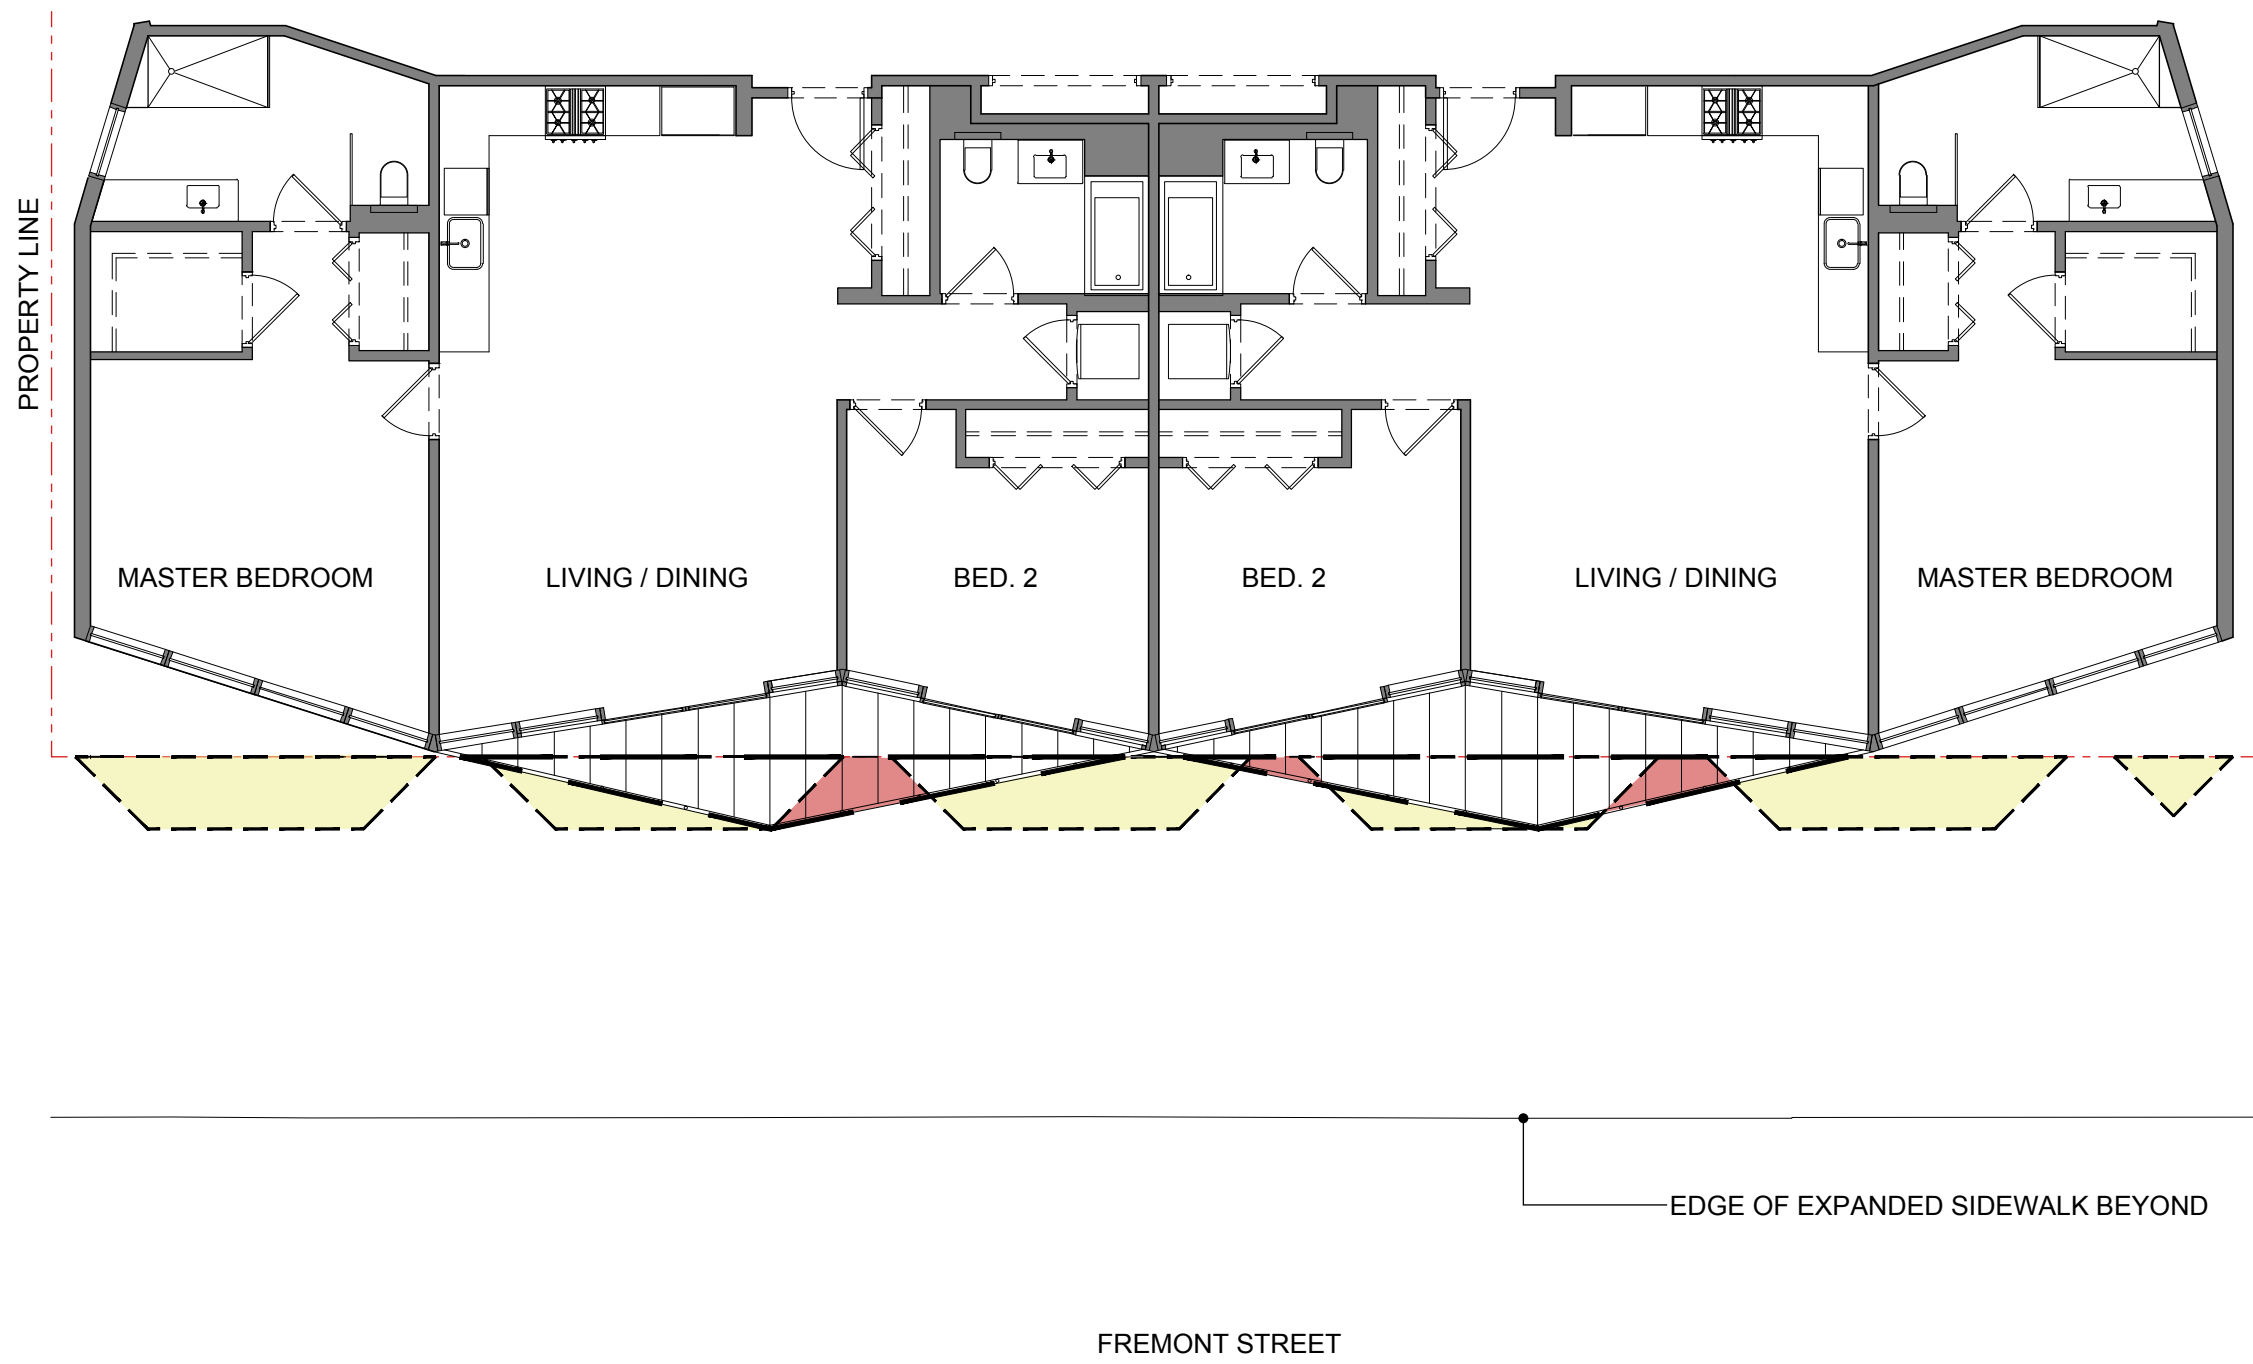 PROPERTY LINE
MASTER BEDROOM
LIVING / DINING
BED. 2
BED. 2
LIVING / DINING
MASTER BEDROOM
EDGE OF EXPANDED SIDEWALK BEYOND
FREMONT STREET